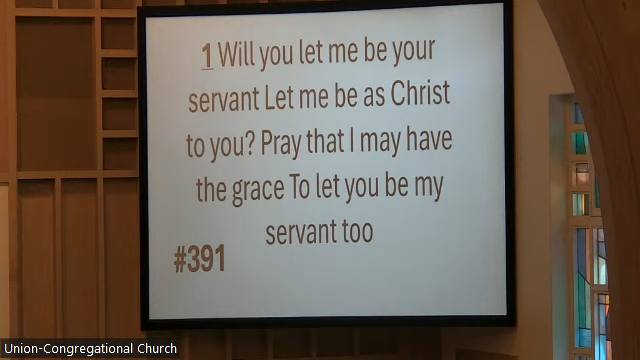 1 Will you let me be your
servant Let me be as Christ
to you? Pray that I may have
the grace To let you be my
servant too
#391
Union-Congregational Church